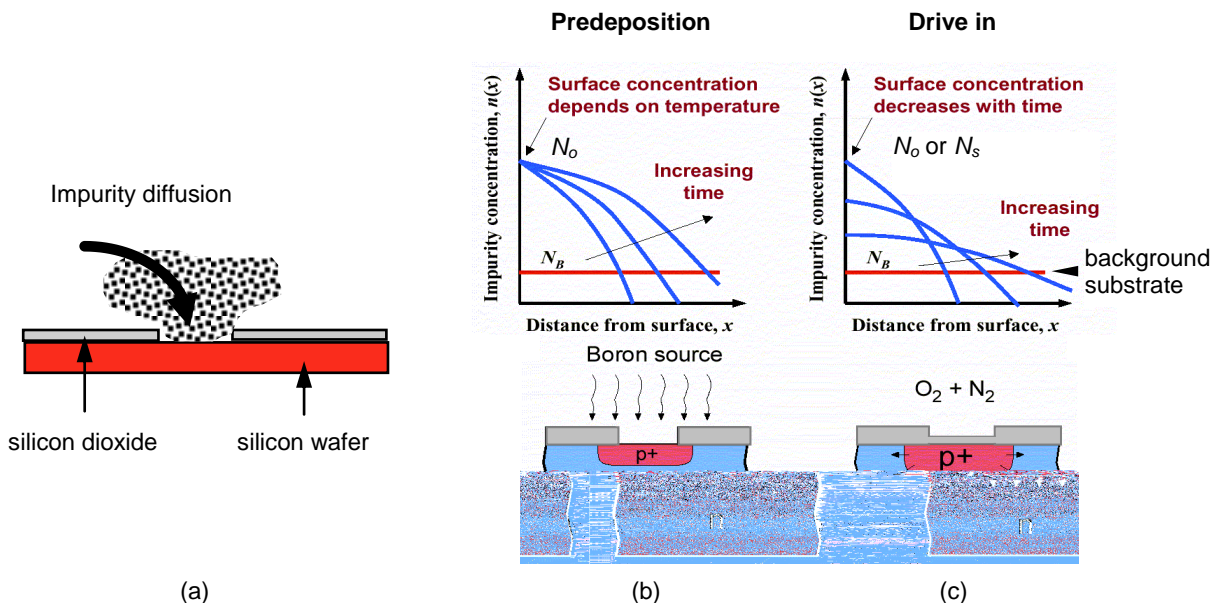 Predeposition
Drive in
Impurity concentration, n(x)
Surface concentration
depends on temperature
Nₒ
Increasing
time
N_B
Distance from surface, x
Impurity concentration, n(x)
Surface concentration
decreases with time
Nₒ or Nₛ
Increasing
time
N_B
background
substrate
Distance from surface, x
Impurity diffusion
silicon dioxide
silicon wafer
Boron source
p+
n
O₂ + N₂
p+
n
(a)
(b)
(c)